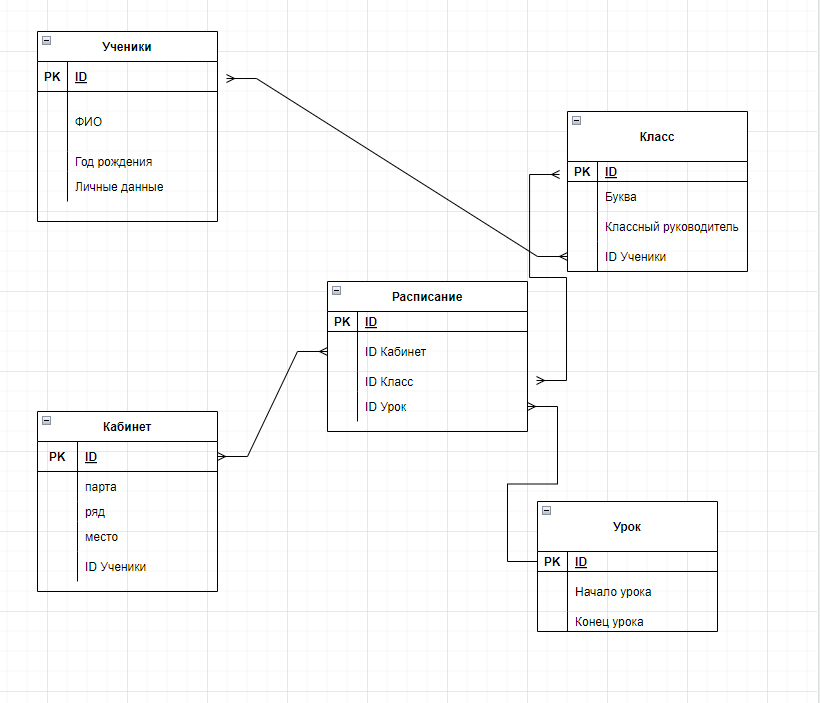 Ученики
PK ID
ФИО
Год рождения
Личные данные
Класс
PK ID
Буква
Классный руководитель
ID Ученики
Расписание
PK ID
ID Кабинет
ID Класс
ID Урок
Кабинет
PK ID
парта
ряд
место
ID Ученики
Урок
PK ID
Начало урока
Конец урока